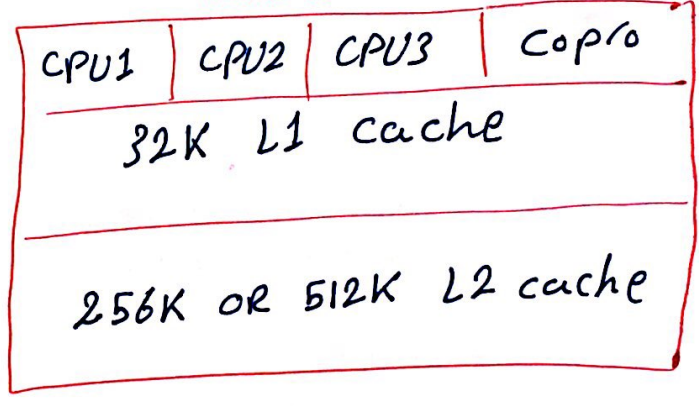 CPU1 CPU2 CPU3 Copro
32K L1 cache
256K OR 512K L2 cache